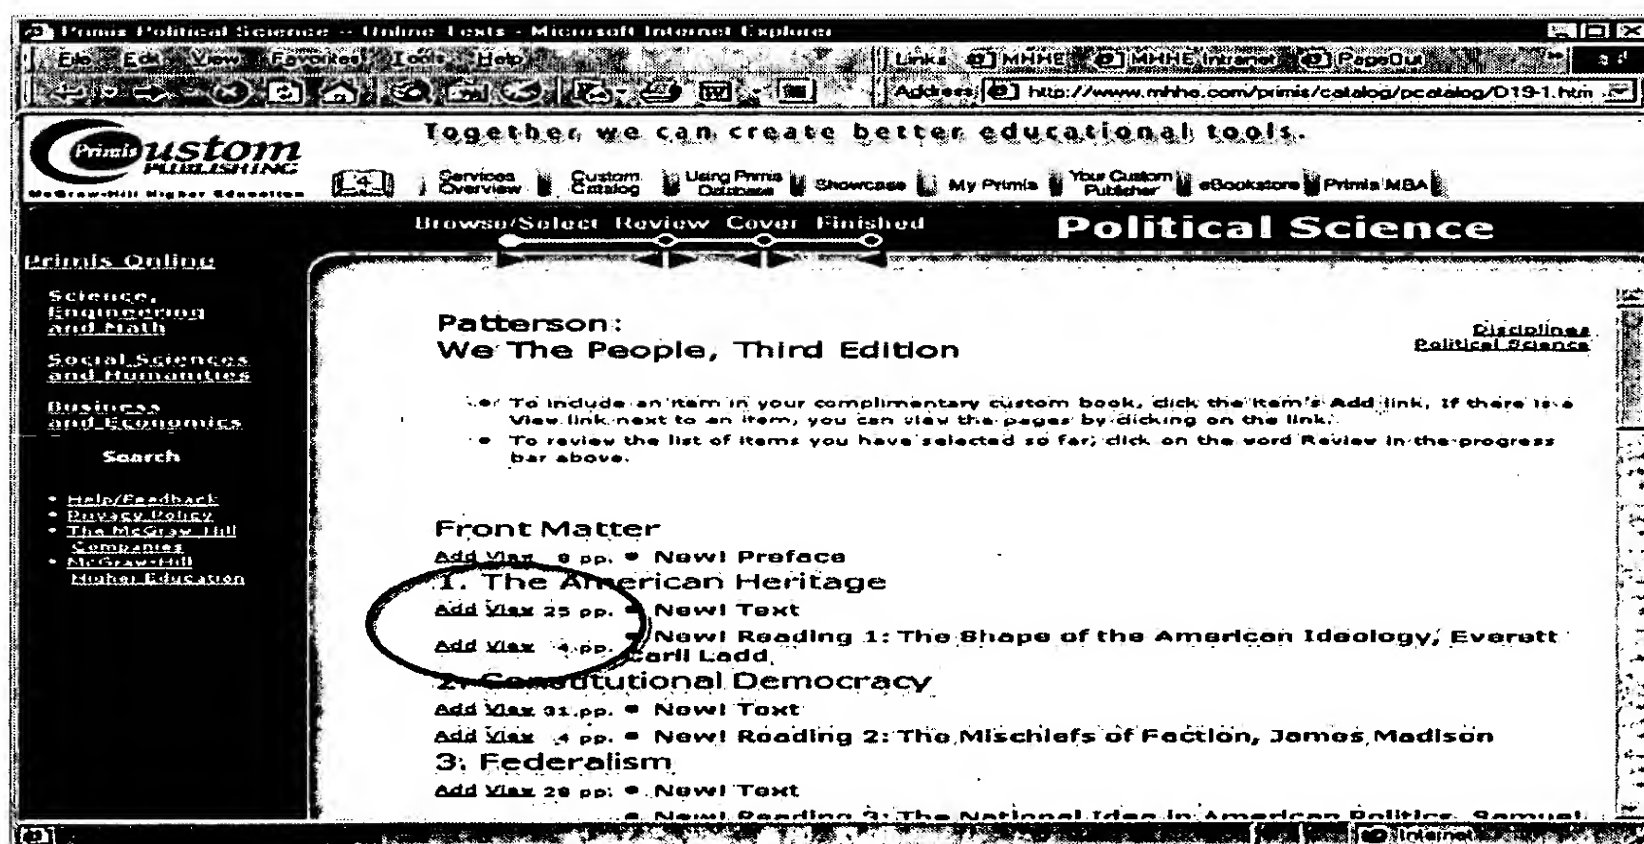 Primis Political Science -- Online Texts - Microsoft Internet Explorer
File Edit View Favorites Tools Help Links MHHE MHHE Intranet PageOut
Address http://www.mhhe.com/primis/catalog/pcatalog/D19-1.htm
Together we can create better educational tools.
Primis Custom
PUBLISHING
McGraw-Hill Higher Education
Services Overview Custom Catalog Using Primis Database Showcase My Primis Your Custom Publisher eBookstore Primis MBA
Browse/Select Review Cover Finished Political Science
Primis Online
Science,
Engineering
and Math
Social Sciences
and Humanities
Business
and Economics
Search
• Help/Feedback
• Privacy Policy
• The McGraw-Hill
Companies
• McGraw-Hill
Higher Education
Patterson:
We The People, Third Edition
Disciplines
Political Science
• To include an item in your complimentary custom book, click the item's Add link. If there is a
View link next to an item, you can view the pages by clicking on the link.
• To review the list of items you have selected so far, click on the word Review in the progress
bar above.
Front Matter
Add View 8 pp. • New! Preface
1. The American Heritage
Add View 25 pp. • New! Text
Add View 4 pp. • New! Reading 1: The Shape of the American Ideology, Everett
Carll Ladd
2. Constitutional Democracy
Add View 31 pp. • New! Text
Add View 4 pp. • New! Reading 2: The Mischiefs of Faction, James Madison
3. Federalism
Add View 28 pp. • New! Text
• New! Reading 3: The National Idea in American Politics, Samuel
Internet